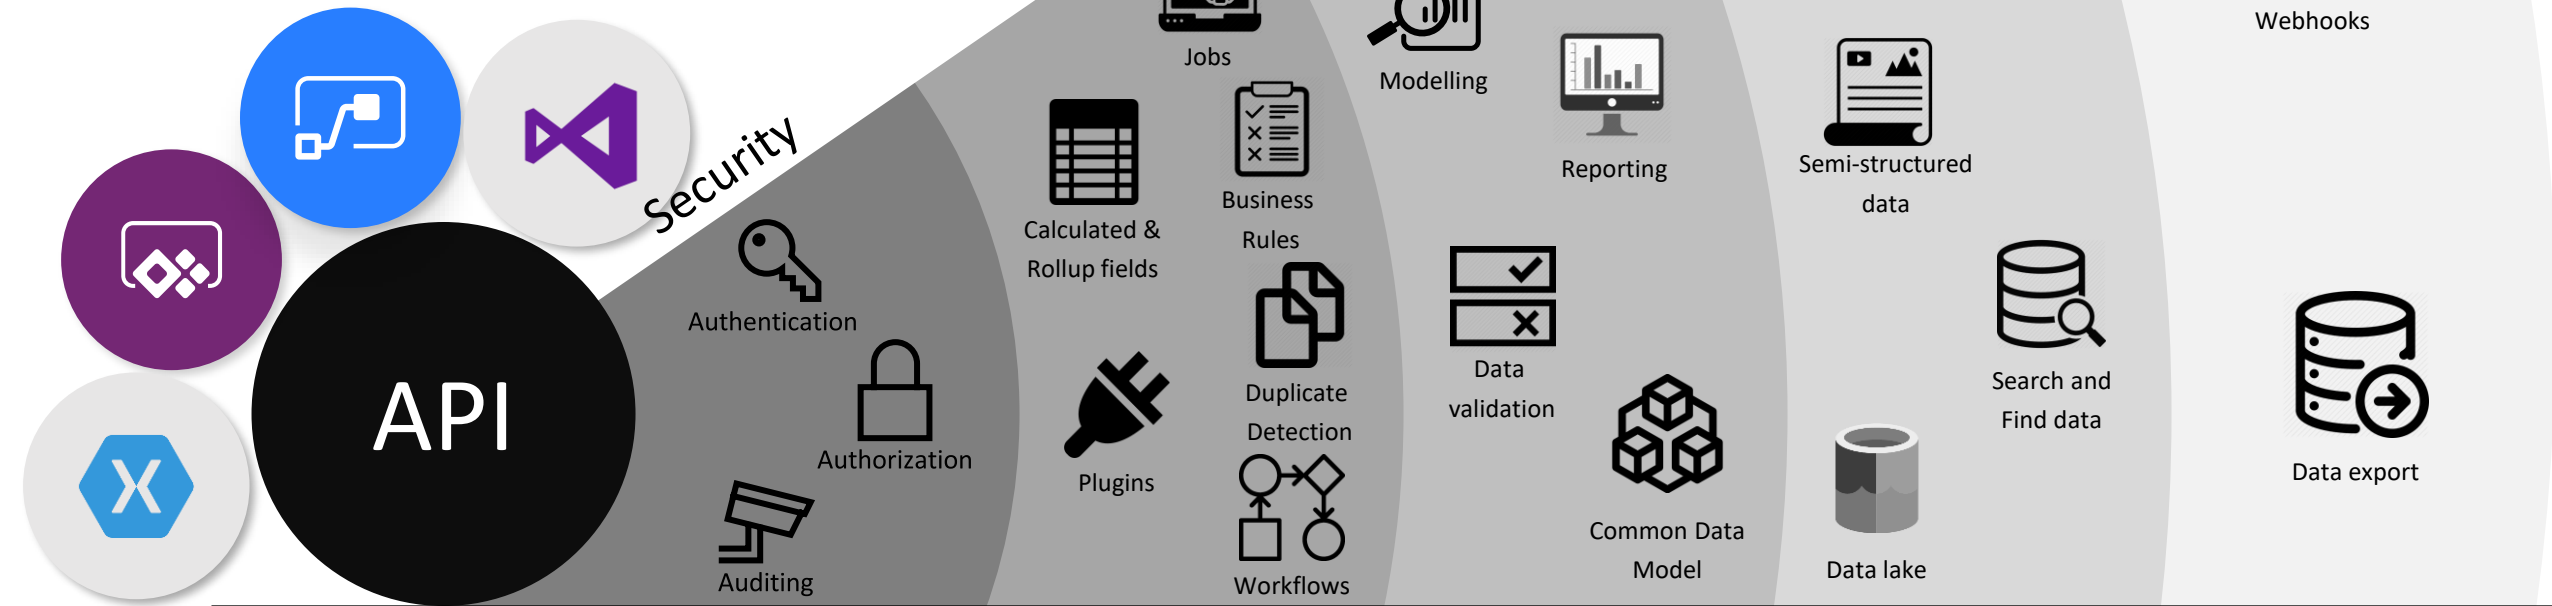 API
Security
Authentication
Authorization
Auditing
Jobs
Calculated &
Rollup fields
Business
Rules
Plugins
Duplicate
Detection
Workflows
Modelling
Reporting
Data
validation
Common Data
Model
Semi-structured
data
Search and
Find data
Data lake
Webhooks
Data export